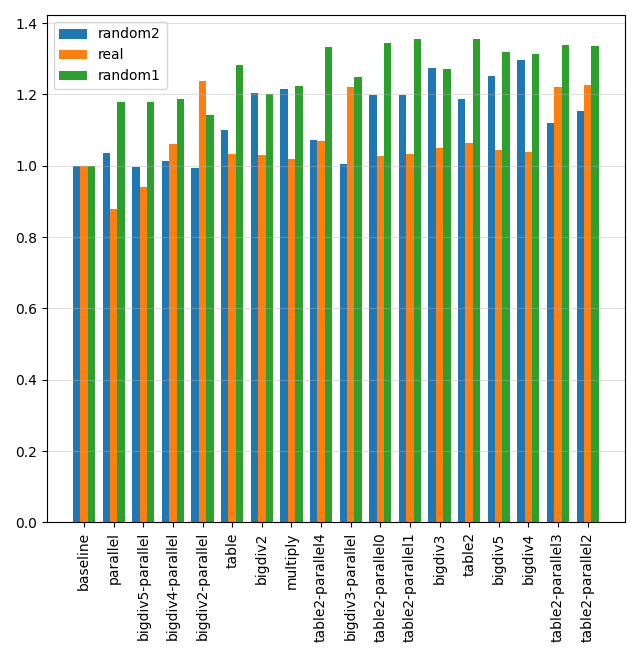 random2
real
random1
1.4
1.2
1.0
0.8
0.6
0.4
0.2
0.0
baseline
parallel
bigdiv5-parallel
bigdiv4-parallel
bigdiv2-parallel
table
bigdiv2
multiply
table2-parallel4
bigdiv3-parallel
table2-parallel0
table2-parallel1
bigdiv3
table2
bigdiv5
bigdiv4
table2-parallel3
table2-parallel2